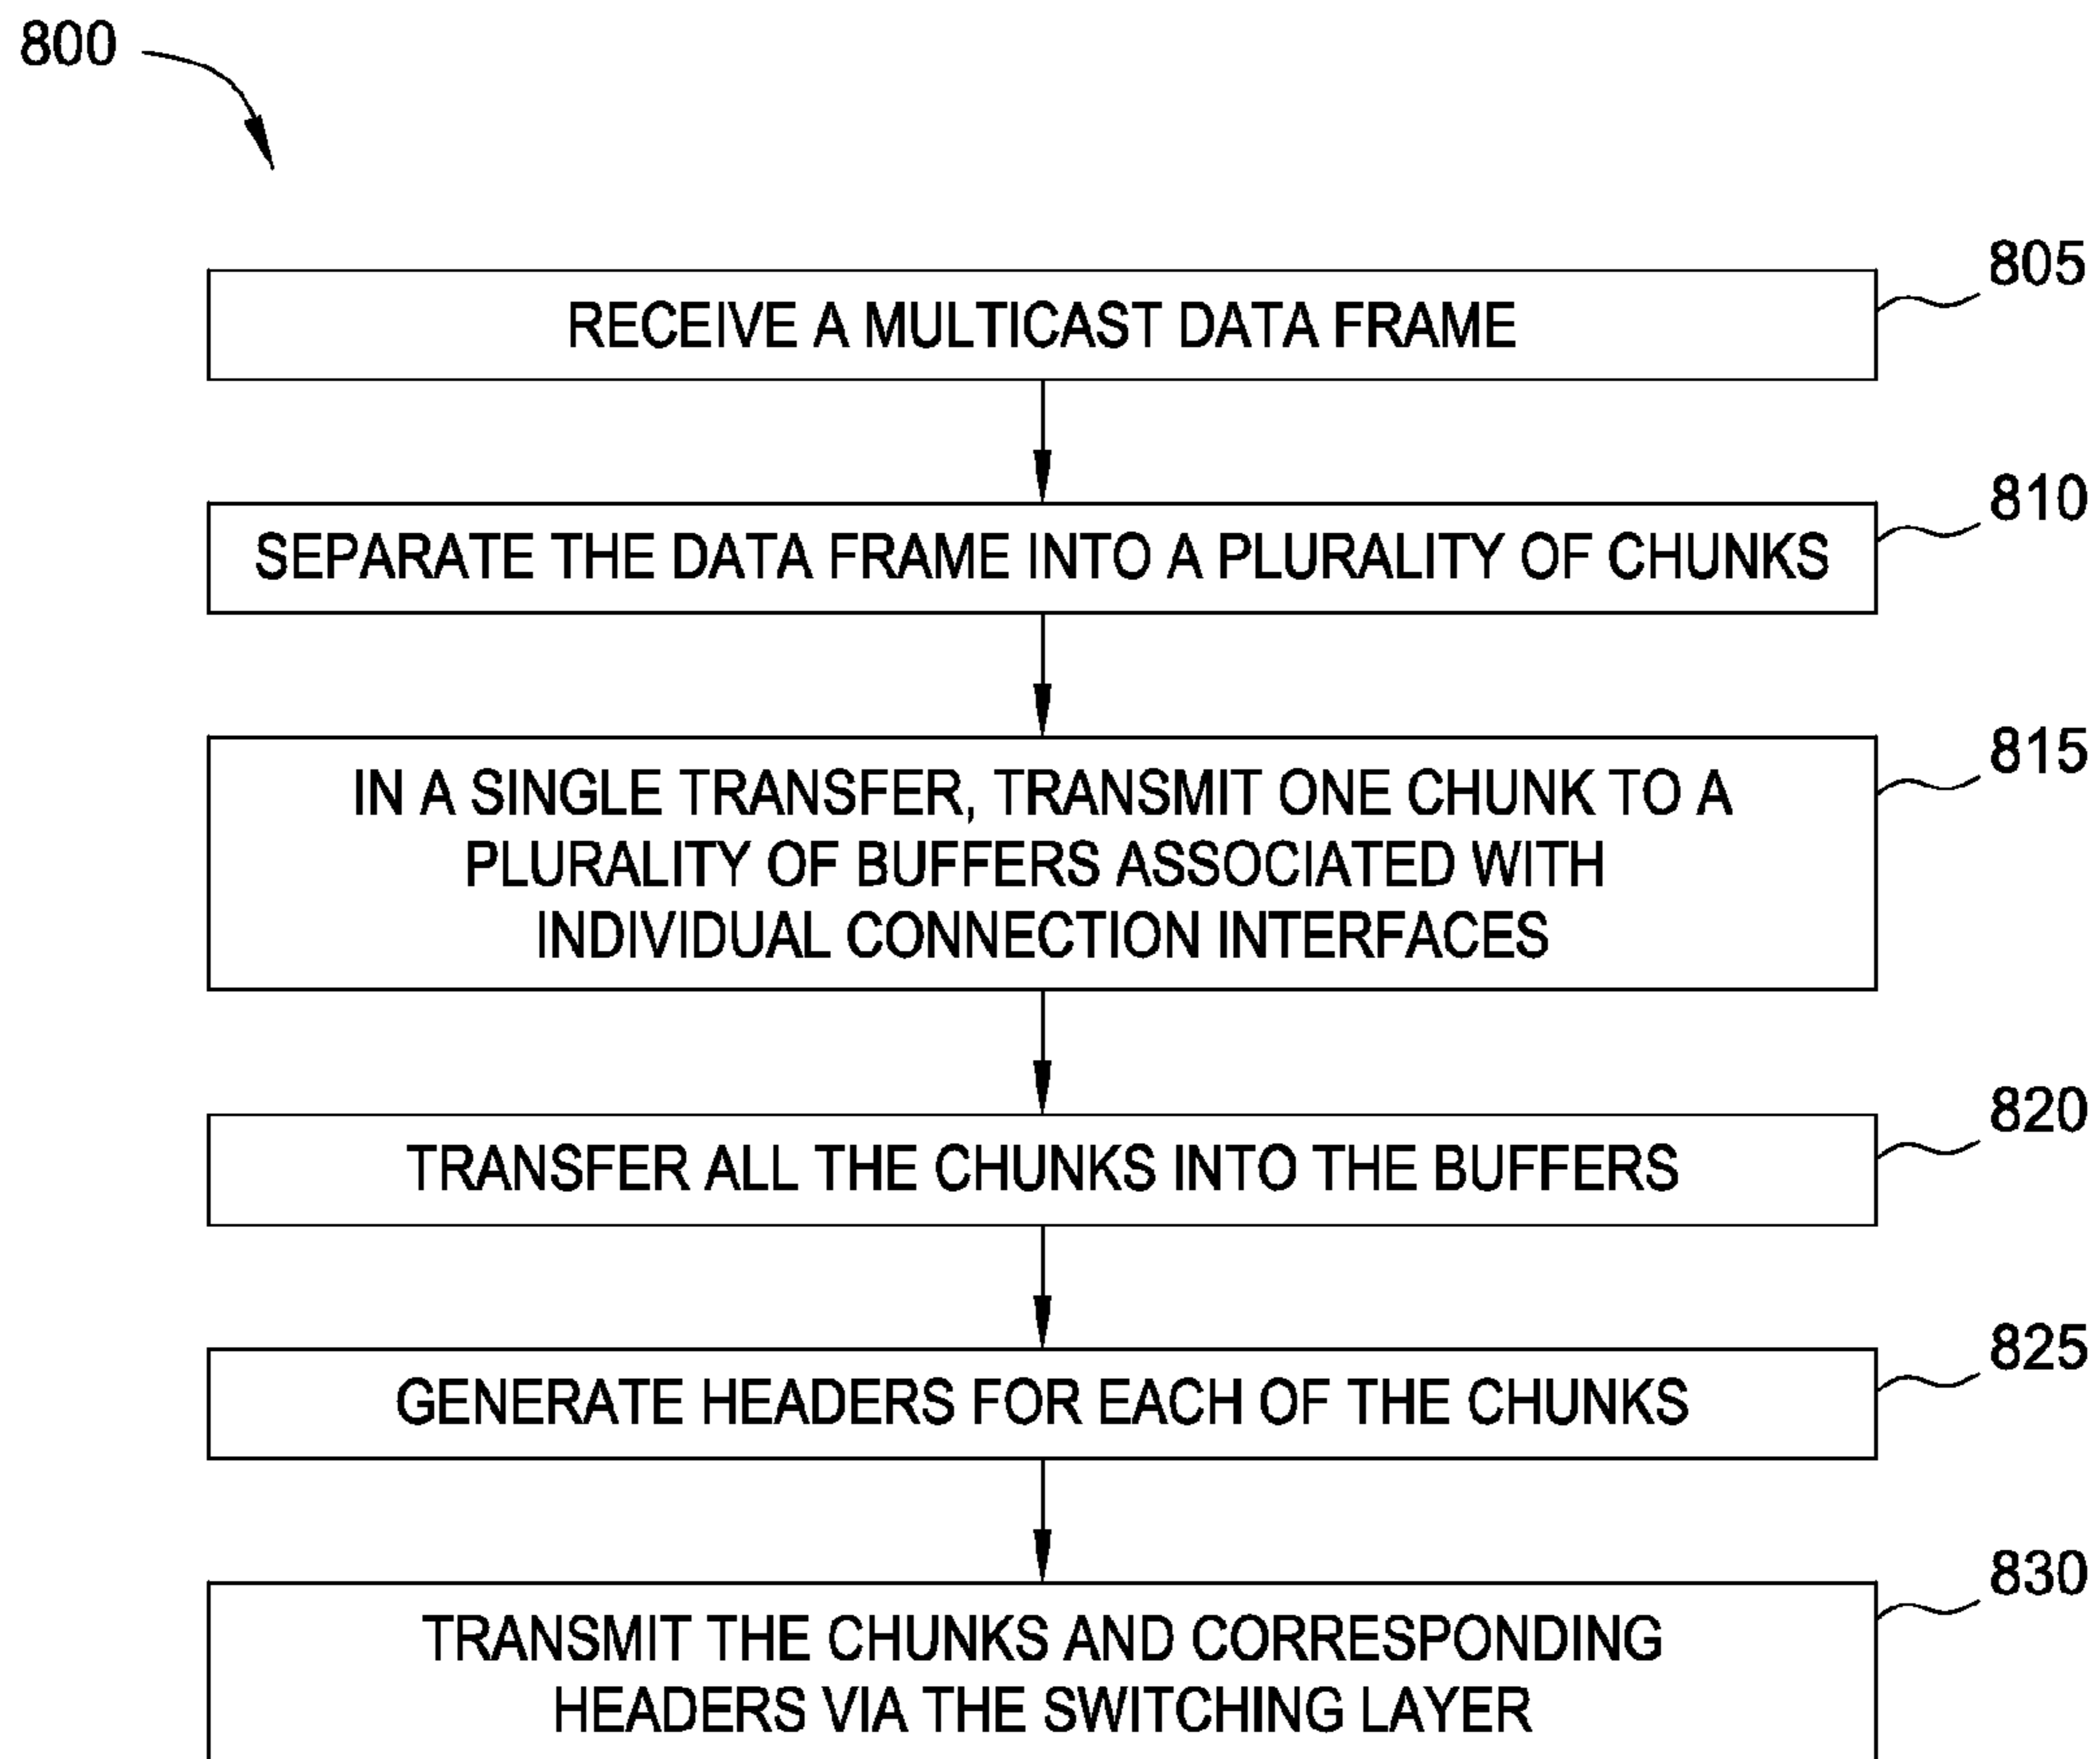 800
805
RECEIVE A MULTICAST DATA FRAME
810
SEPARATE THE DATA FRAME INTO A PLURALITY OF CHUNKS
815
IN A SINGLE TRANSFER, TRANSMIT ONE CHUNK TO A
PLURALITY OF BUFFERS ASSOCIATED WITH
INDIVIDUAL CONNECTION INTERFACES
820
TRANSFER ALL THE CHUNKS INTO THE BUFFERS
825
GENERATE HEADERS FOR EACH OF THE CHUNKS
830
TRANSMIT THE CHUNKS AND CORRESPONDING
HEADERS VIA THE SWITCHING LAYER